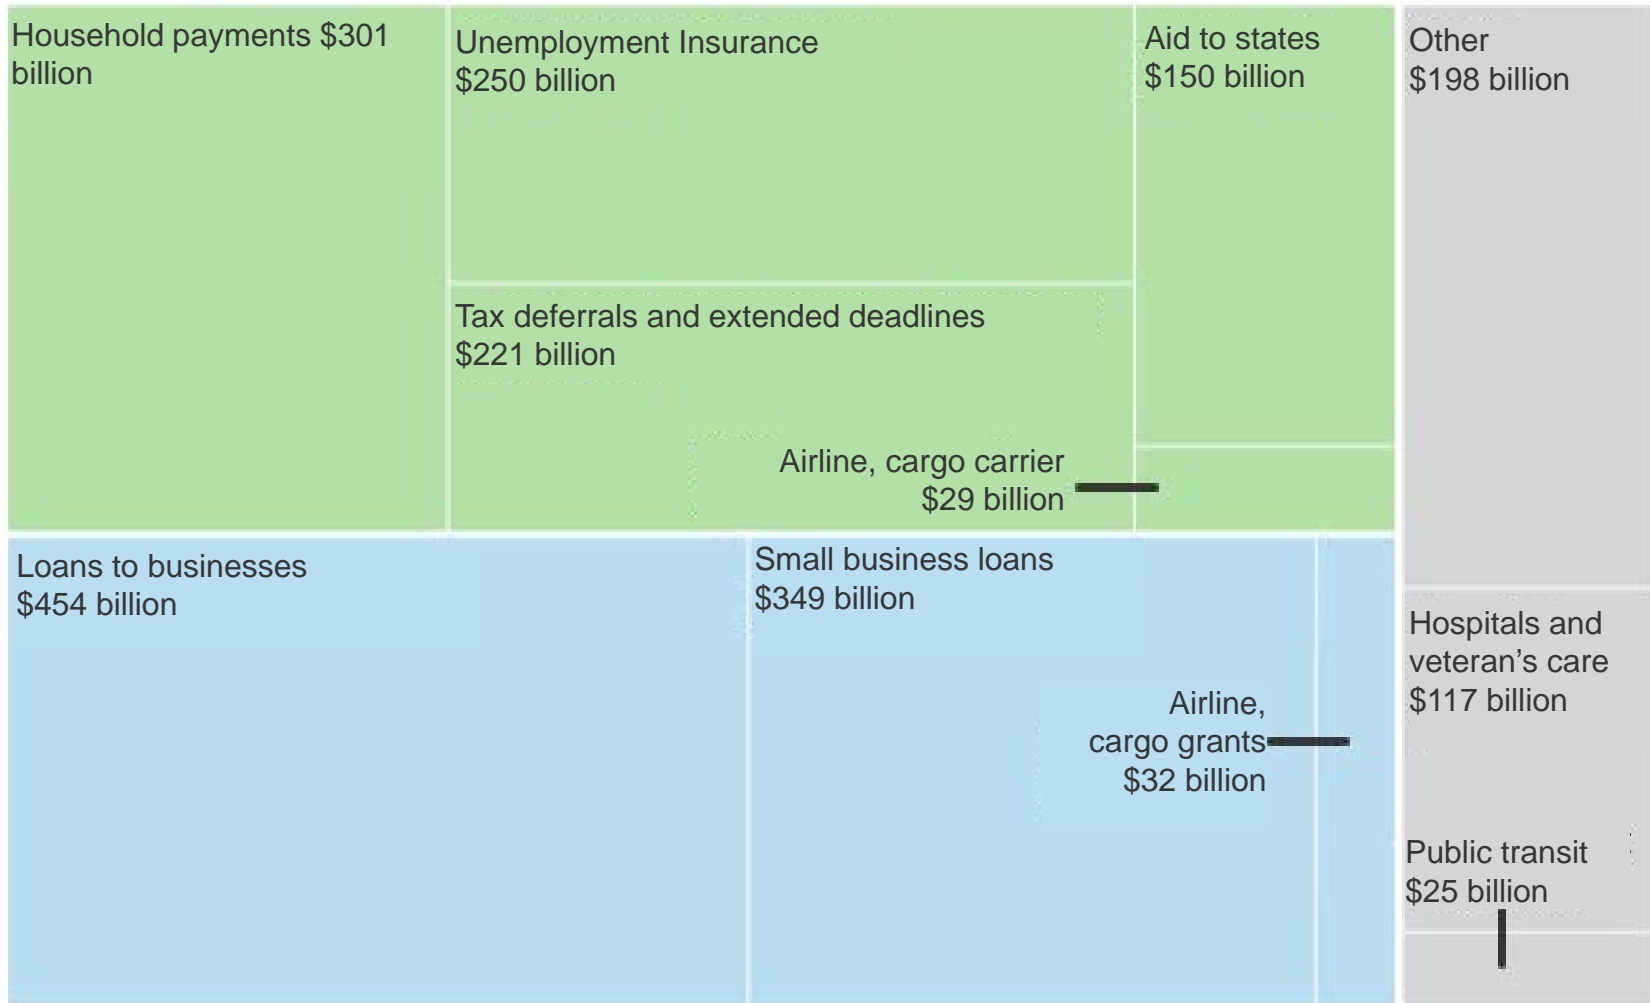 Household payments $301
billion
Unemployment Insurance
$250 billion
Aid to states
$150 billion
Other
$198 billion
Tax deferrals and extended deadlines
$221 billion
Airline, cargo carrier
$29 billion
Loans to businesses
$454 billion
Small business loans
$349 billion
Airline,
cargo grants
$32 billion
Hospitals and
veteran’s care
$117 billion
Public transit
$25 billion